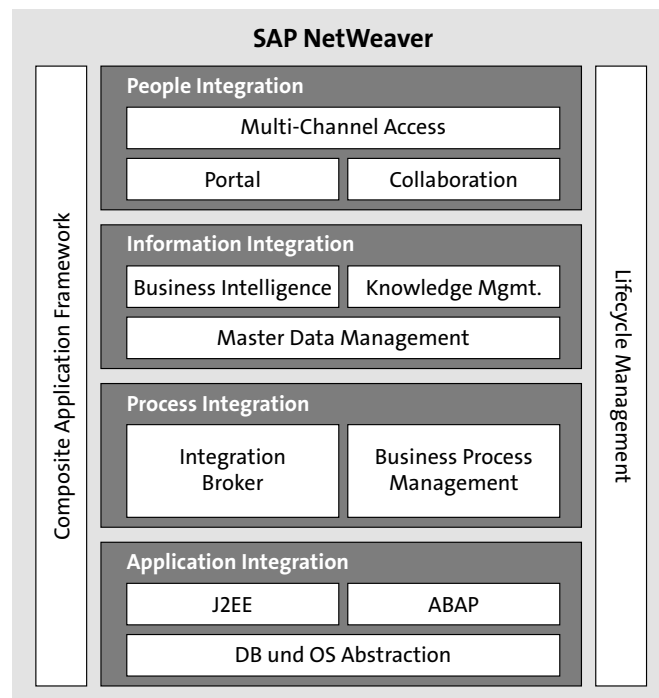 SAP NetWeaver
Composite Application Framework
People Integration
Multi-Channel Access
Portal
Collaboration
Information Integration
Business Intelligence
Knowledge Mgmt.
Master Data Management
Process Integration
Integration
Broker
Business Process
Management
Application Integration
J2EE
ABAP
DB und OS Abstraction
Lifecycle Management